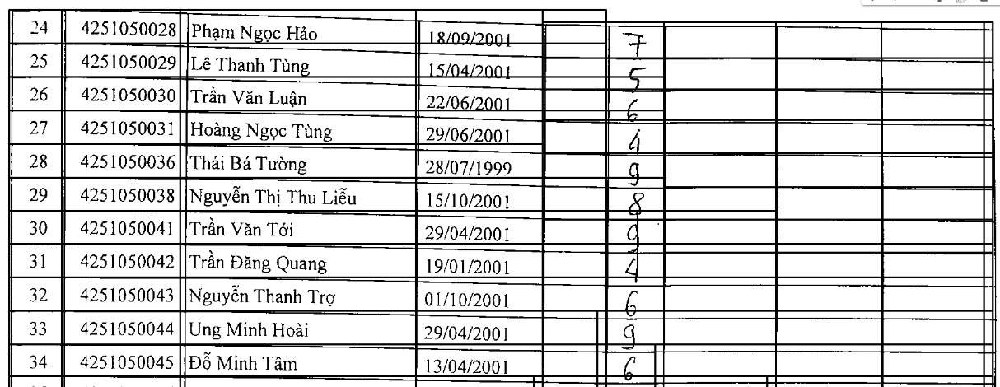 24 4251050028 Phạm Ngọc Hảo 18/09/2001 7
25 4251050029 Lê Thanh Tùng 15/04/2001 5
26 4251050030 Trần Văn Luận 22/06/2001 6
27 4251050031 Hoàng Ngọc Tùng 29/06/2001 4
28 4251050036 Thái Bá Tường 28/07/1999 9
29 4251050038 Nguyễn Thị Thu Liễu 15/10/2001 8
30 4251050041 Trần Văn Tới 29/04/2001 9
31 4251050042 Trần Đăng Quang 19/01/2001 4
32 4251050043 Nguyễn Thanh Trợ 01/10/2001 6
33 4251050044 Ung Minh Hoài 29/04/2001 9
34 4251050045 Đỗ Minh Tâm 13/04/2001 6